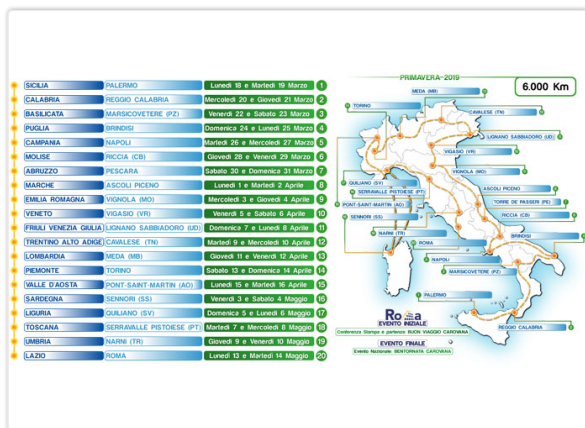 SICILIA PALERMO Lunedì 18 e Martedì 19 Marzo 1
CALABRIA REGGIO CALABRIA Mercoledì 20 e Giovedì 21 Marzo 2
BASILICATA MARSICOVETERE (PZ) Venerdì 22 e Sabato 23 Marzo 3
PUGLIA BRINDISI Domenica 24 e Lunedì 25 Marzo 4
CAMPANIA NAPOLI Martedì 26 e Mercoledì 27 Marzo 5
MOLISE RICCIA (CB) Giovedì 28 e Venerdì 29 Marzo 6
ABRUZZO PESCARA Sabato 30 e Domenica 31 Marzo 7
MARCHE ASCOLI PICENO Lunedì 1 e Martedì 2 Aprile 8
EMILIA ROMAGNA VIGNOLA (MO) Mercoledì 3 e Giovedì 4 Aprile 9
VENETO VIGASIO (VR) Venerdì 5 e Sabato 6 Aprile 10
FRIULI VENEZIA GIULIA LIGNANO SABBIADORO (UD) Domenica 7 e Lunedì 8 Aprile 11
TRENTINO ALTO ADIGE CAVALESE (TN) Martedì 9 e Mercoledì 10 Aprile 12
LOMBARDIA MEDA (MB) Giovedì 11 e Venerdì 12 Aprile 13
PIEMONTE TORINO Sabato 13 e Domenica 14 Aprile 14
VALLE D'AOSTA PONT-SAINT-MARTIN (AO) Lunedì 15 e Martedì 16 Aprile 15
SARDEGNA SENNORI (SS) Venerdì 3 e Sabato 4 Maggio 16
LIGURIA QUILIANO (SV) Domenica 5 e Lunedì 6 Maggio 17
TOSCANA SERRAVALLE PISTOIESE (PT) Martedì 7 e Mercoledì 8 Maggio 18
UMBRIA NARNI (TR) Giovedì 9 e Venerdì 10 Maggio 19
LAZIO ROMA Lunedì 13 e Martedì 14 Maggio 20
PRIMAVERA-2019
6.000 Km
MEDA (MB)
TORINO
CAVALESE (TN)
LIGNANO SABBIADORO (UD)
VIGASIO (VR)
VIGNOLA (MO)
QUILIANO (SV)
SERRAVALLE PISTOIESE (PT)
ASCOLI PICENO
PONT-SAINT-MARTIN (AO)
TORRE DE PASSERI (PE)
SENNORI (SS)
RICCIA (CB)
NARNI (TR)
BRINDISI
ROMA
NAPOLI
MARSICOVETERE (PZ)
PALERMO
Roma
EVENTO INIZIALE
REGGIO CALABRIA
Conferenza Stampa e partenza BUON VIAGGIO CAROVANA
EVENTO FINALE
Evento Nazionale BENTORNATA CAROVANA